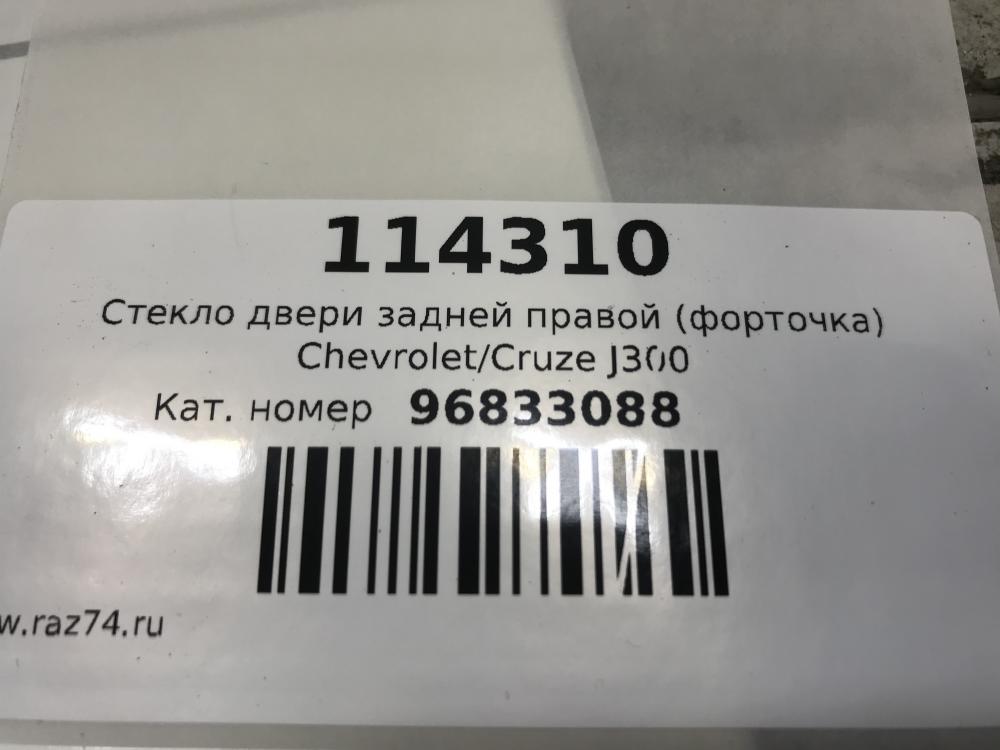 114310
Стекло двери задней правой (форточка)
Chevrolet/Cruze J300
Кат. номер 96833088
w.raz74.ru